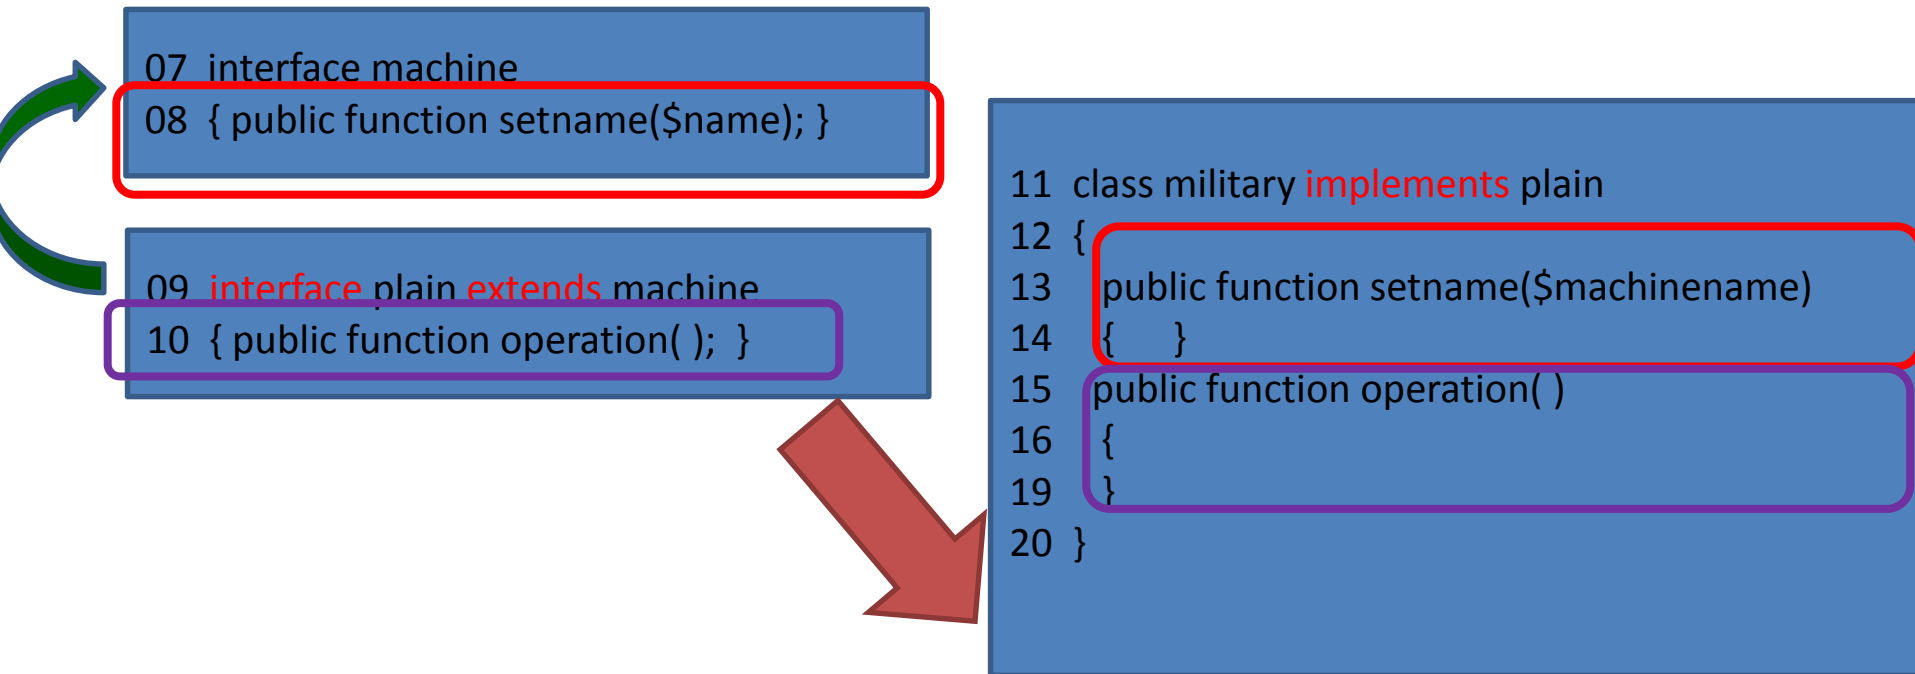 07 interface machine
08 { public function setname($name); }
09 interface plain extends machine
10 { public function operation( ); }
11 class military implements plain
12 {
13 public function setname($machinename)
14 { }
15 public function operation( )
16 {
19 }
20 }